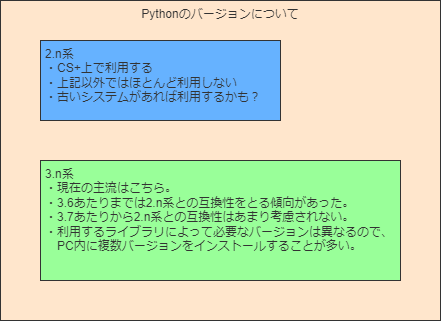 Pythonのバージョンについて
2.n系
・CS+上で利用する
・上記以外ではほとんど利用しない
・古いシステムがあれば利用するかも？
3.n系
・現在の主流はこちら。
・3.6あたりまでは2.n系との互換性をとる傾向があった。
・3.7あたりから2.n系との互換性はあまり考慮されない。
・利用するライブラリによって必要なバージョンは異なるので、
PC内に複数バージョンをインストールすることが多い。